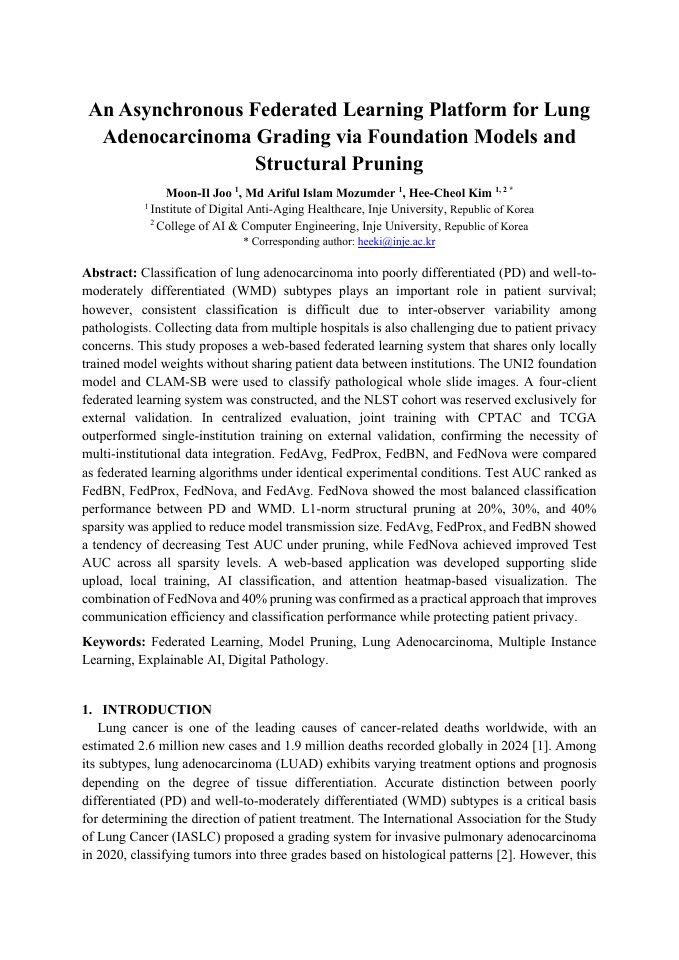 An Asynchronous Federated Learning Platform for Lung
Adenocarcinoma Grading via Foundation Models and
Structural Pruning
Moon-Il Joo 1, Md Ariful Islam Mozumder 1, Hee-Cheol Kim 1, 2 *
1 Institute of Digital Anti-Aging Healthcare, Inje University, Republic of Korea
2 College of AI & Computer Engineering, Inje University, Republic of Korea
* Corresponding author: heeki@inje.ac.kr
Abstract: Classification of lung adenocarcinoma into poorly differentiated (PD) and well-to-
moderately differentiated (WMD) subtypes plays an important role in patient survival;
however, consistent classification is difficult due to inter-observer variability among
pathologists. Collecting data from multiple hospitals is also challenging due to patient privacy
concerns. This study proposes a web-based federated learning system that shares only locally
trained model weights without sharing patient data between institutions. The UNI2 foundation
model and CLAM-SB were used to classify pathological whole slide images. A four-client
federated learning system was constructed, and the NLST cohort was reserved exclusively for
external validation. In centralized evaluation, joint training with CPTAC and TCGA
outperformed single-institution training on external validation, confirming the necessity of
multi-institutional data integration. FedAvg, FedProx, FedBN, and FedNova were compared
as federated learning algorithms under identical experimental conditions. Test AUC ranked as
FedBN, FedProx, FedNova, and FedAvg. FedNova showed the most balanced classification
performance between PD and WMD. L1-norm structural pruning at 20%, 30%, and 40%
sparsity was applied to reduce model transmission size. FedAvg, FedProx, and FedBN showed
a tendency of decreasing Test AUC under pruning, while FedNova achieved improved Test
AUC across all sparsity levels. A web-based application was developed supporting slide
upload, local training, AI classification, and attention heatmap-based visualization. The
combination of FedNova and 40% pruning was confirmed as a practical approach that improves
communication efficiency and classification performance while protecting patient privacy.
Keywords: Federated Learning, Model Pruning, Lung Adenocarcinoma, Multiple Instance
Learning, Explainable AI, Digital Pathology.
1. INTRODUCTION
Lung cancer is one of the leading causes of cancer-related deaths worldwide, with an
estimated 2.6 million new cases and 1.9 million deaths recorded globally in 2024 [1]. Among
its subtypes, lung adenocarcinoma (LUAD) exhibits varying treatment options and prognosis
depending on the degree of tissue differentiation. Accurate distinction between poorly
differentiated (PD) and well-to-moderately differentiated (WMD) subtypes is a critical basis
for determining the direction of patient treatment. The International Association for the Study
of Lung Cancer (IASLC) proposed a grading system for invasive pulmonary adenocarcinoma
in 2020, classifying tumors into three grades based on histological patterns [2]. However, this